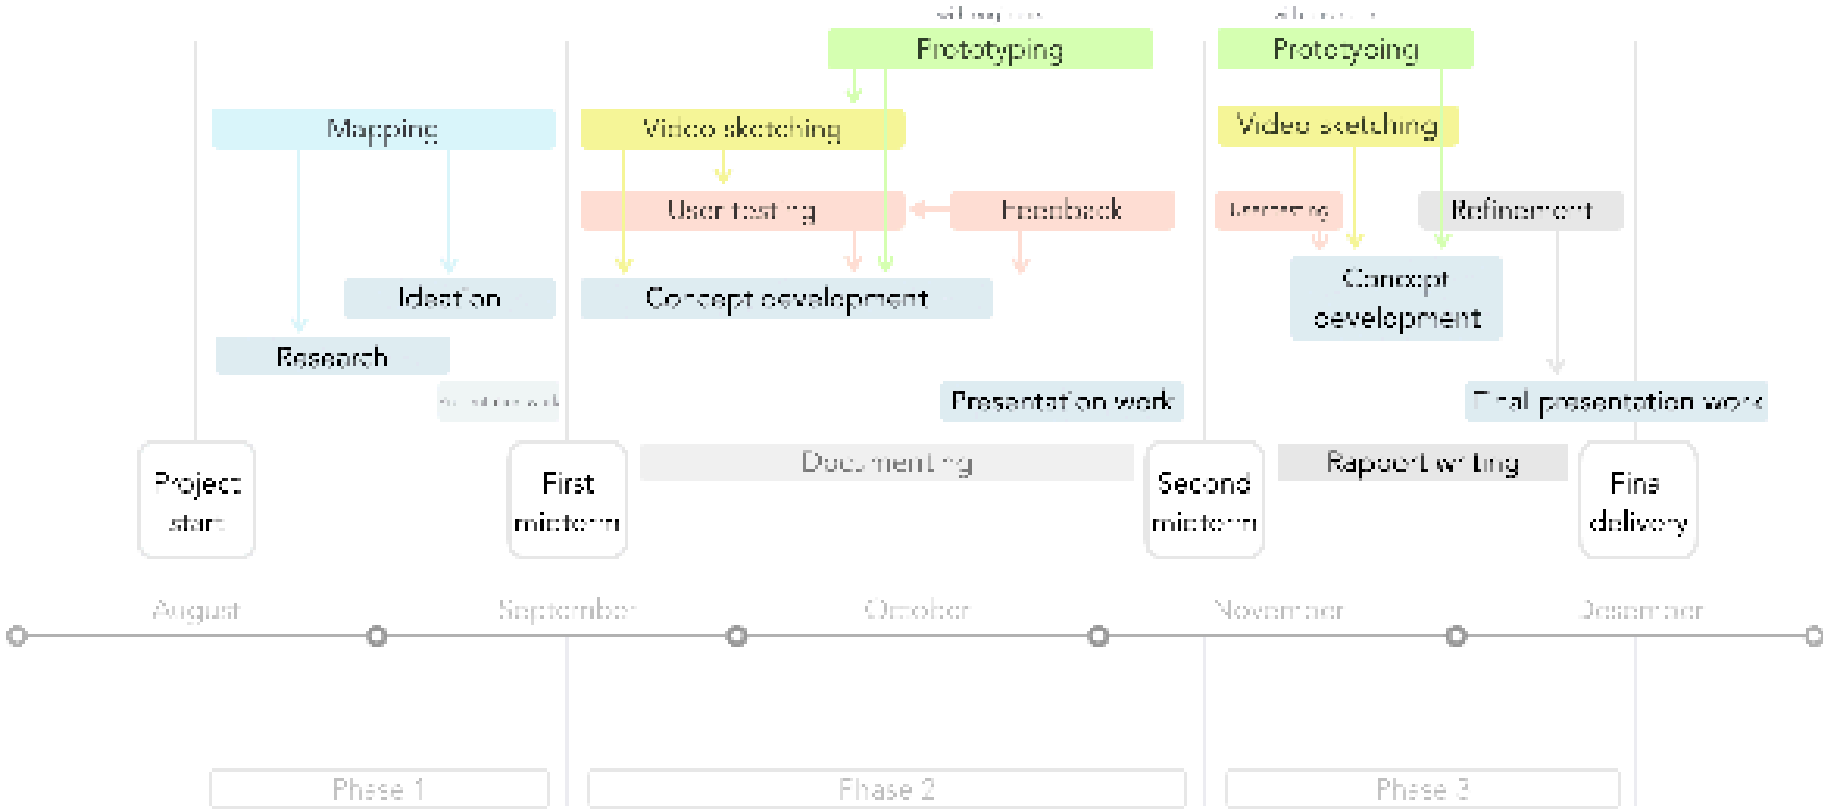 Prototyping
Prototyping
Mapping
Video sketching
Video sketching
User testing
Feedback
Refinement
Ideation
Concept development
Concept
development
Research
Presentation work
Final presentation work
Project
start
First
midterm
Documenting
Second
midterm
Rapport writing
Final
delivery
August
September
October
November
Desember
Phase 1
Phase 2
Phase 3